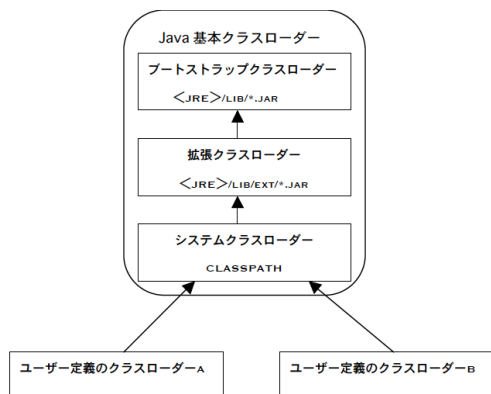 Java 基本クラスローダー
ブートストラップクラスローダー
＜JRE＞/LIB/*.JAR
拡張クラスローダー
＜JRE＞/LIB/EXT/*.JAR
システムクラスローダー
CLASSPATH
ユーザー定義のクラスローダーA
ユーザー定義のクラスローダーB